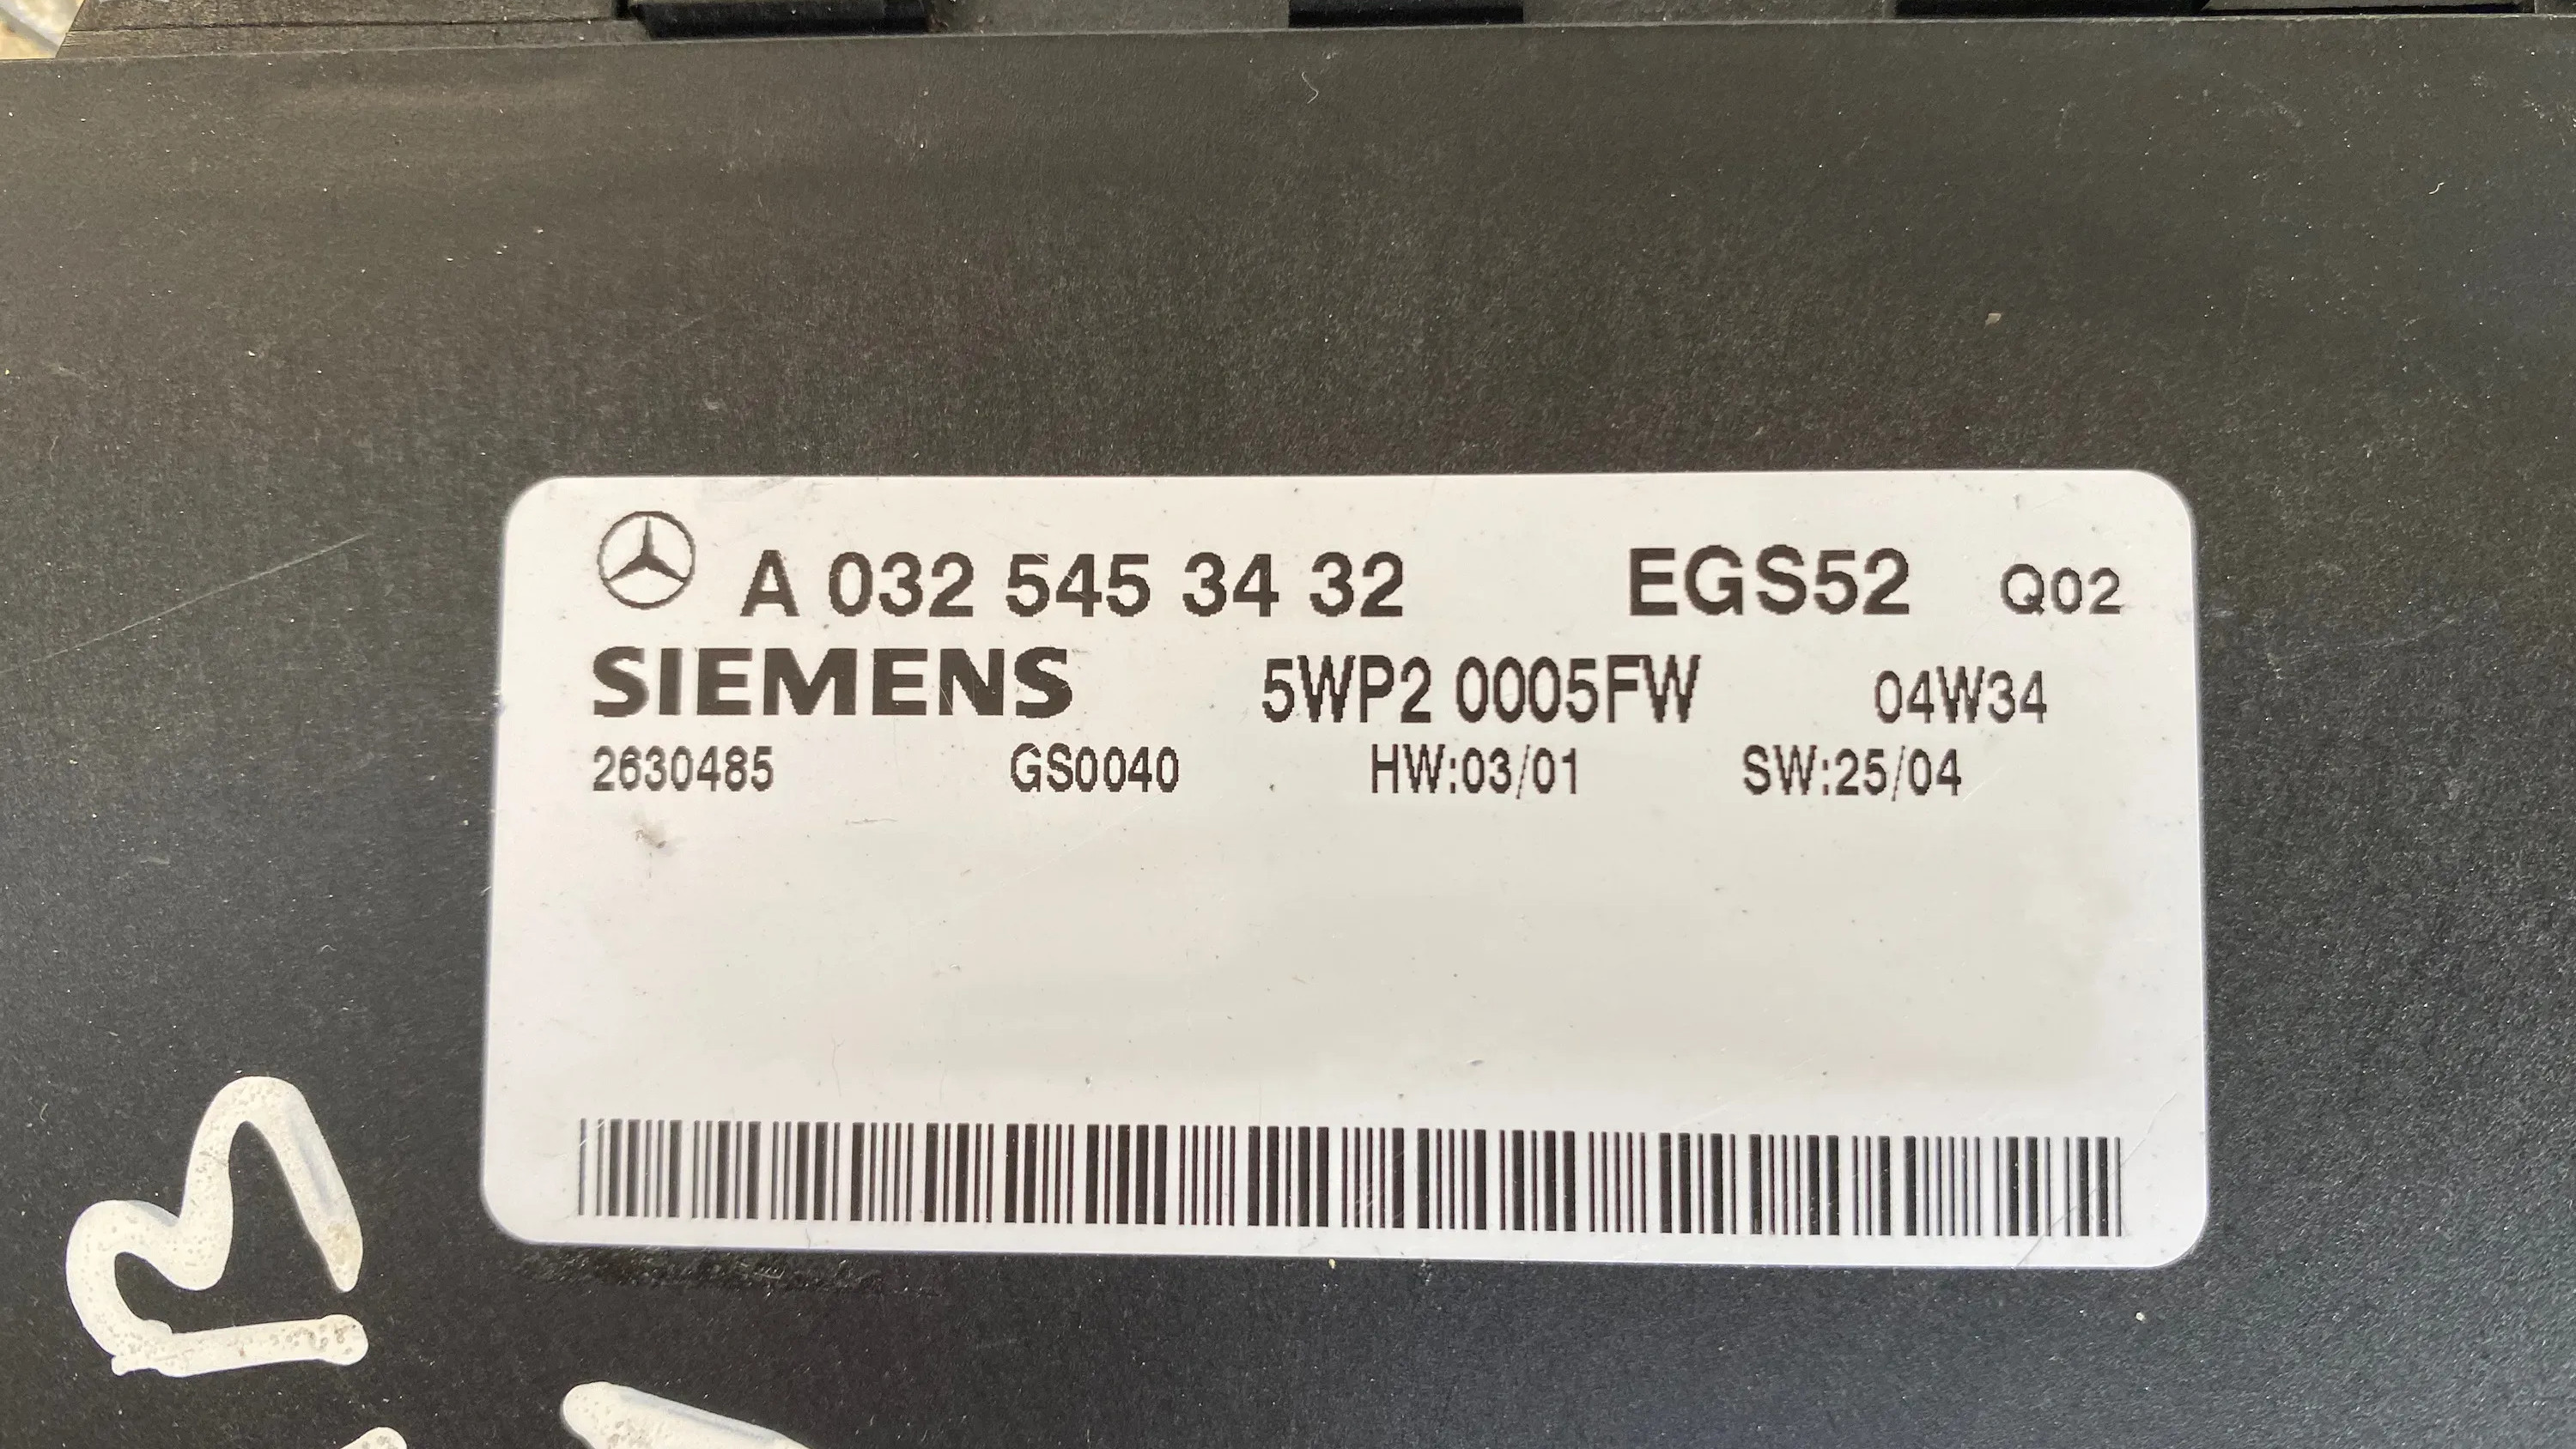 A 032 545 34 32 EGS52 Q02
SIEMENS 5WP2 0005FW 04W34
2630485 GS0040 HW:03/01 SW:25/04